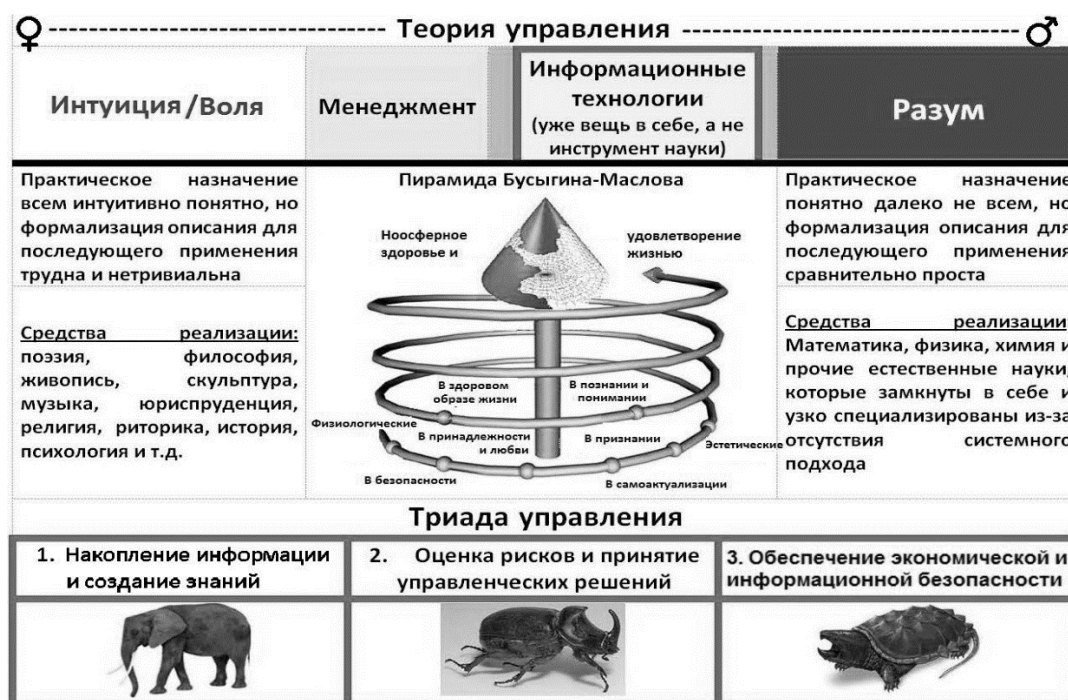 Теория управления
Интуиция/Воля
Менеджмент
Информационные
технологии
(уже вещь в себе, а не
инструмент науки)
Разум
Практическое назначение
всем интуитивно понятно, но
формализация описания для
последующего применения
трудна и нетривиальна
Средства реализации:
поэзия, философия,
живопись, скульптура,
музыка, юриспруденция,
религия, риторика, история,
психология и т.д.
Пирамида Бусыгина-Маслова
Ноосферное
здоровье и
удовлетворение
жизнью
В здоровом
образе жизни
В познании и
понимании
Физиологические
В принадлежности
и любви
В признании
Эстетические
В безопасности
В самоактуализации
Практическое назначение
понятно далеко не всем, но
формализация описания для
последующего применения
сравнительно проста
Средства реализации
Математика, физика, химия и
прочие естественные науки,
которые замкнуты в себе и
узко специализированы из-за
отсутствия системного
подхода
Триада управления
1. Накопление информации
и создание знаний
2. Оценка рисков и принятие
управленческих решений
3. Обеспечение экономической и
информационной безопасности